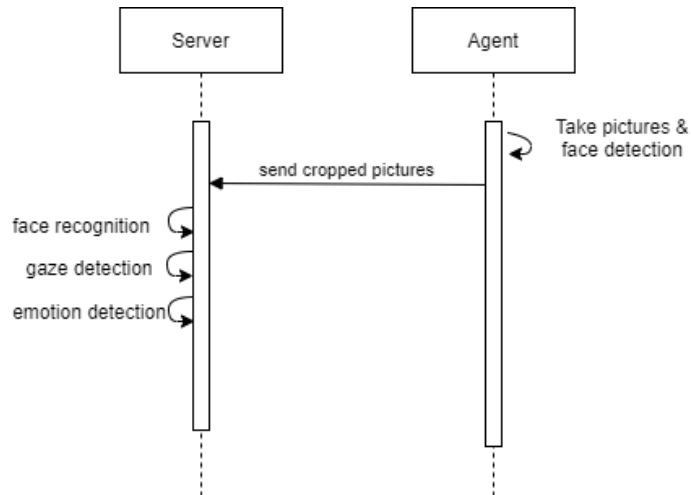 Server
Agent
Take pictures &
face detection
send cropped pictures
face recognition
gaze detection
emotion detection